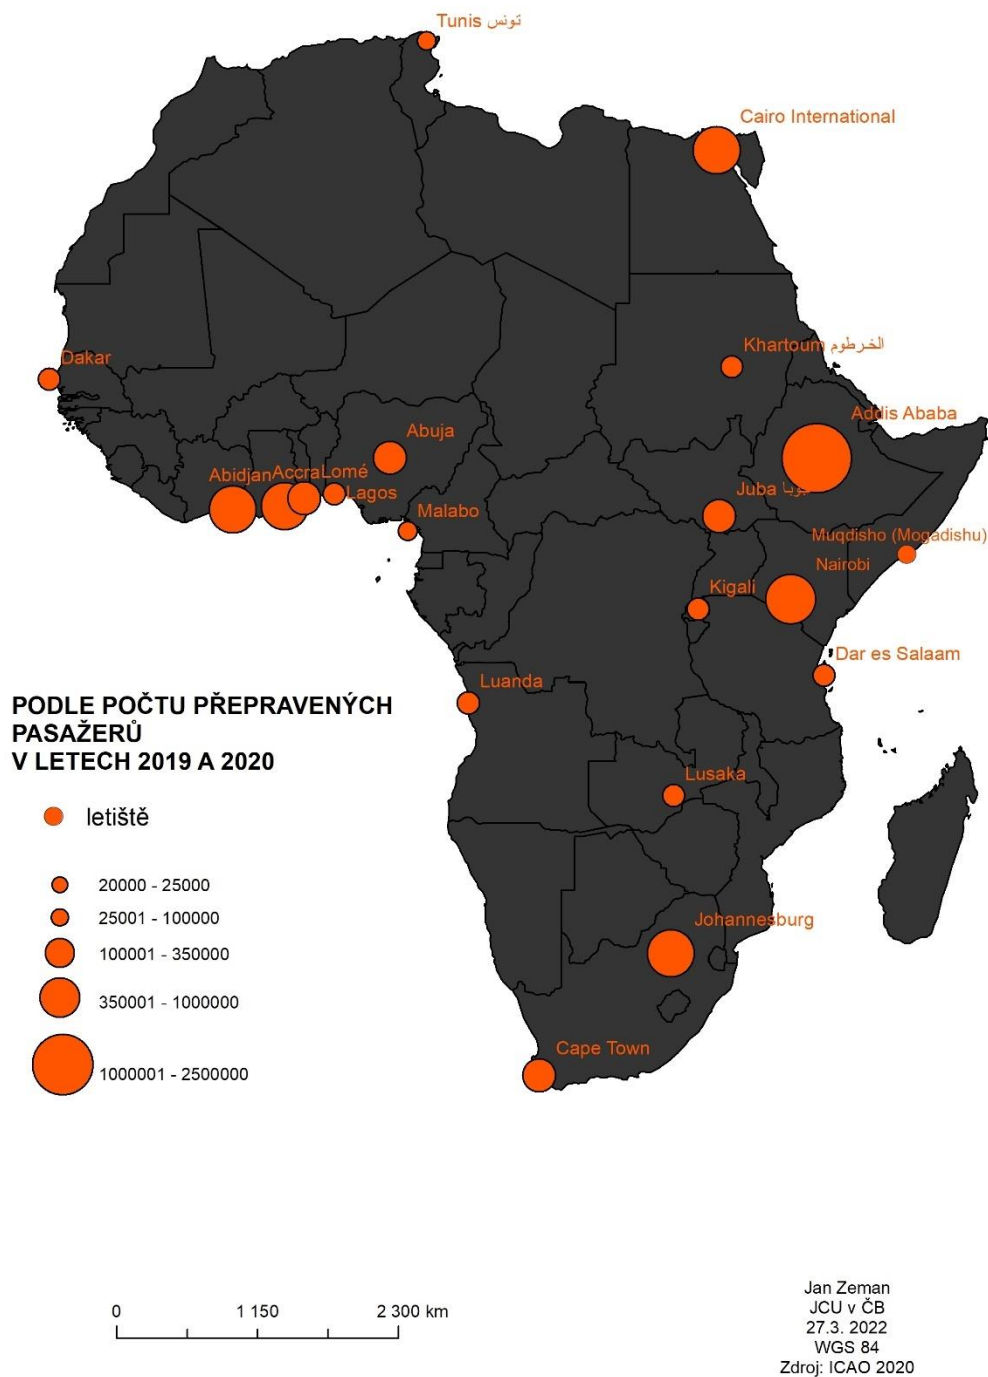 Tunis تونس
Cairo International
Dakar
Khartoum الخرطوم
Addis Ababa
Abuja
Abidjan
Accra
Lomé
Lagos
Juba جوبا
Malabo
Muqdisho (Mogadishu)
Nairobi
Kigali
Dar es Salaam
Luanda
PODLE POČTU PŘEPRAVENÝCH
PASAŽERŮ
V LETECH 2019 A 2020
Lusaka
letiště
20000 - 25000
25001 - 100000
Johannesburg
100001 - 350000
350001 - 1000000
Cape Town
1000001 - 2500000
0 1 150 2 300 km
Jan Zeman
JCU v ČB
27.3. 2022
WGS 84
Zdroj: ICAO 2020